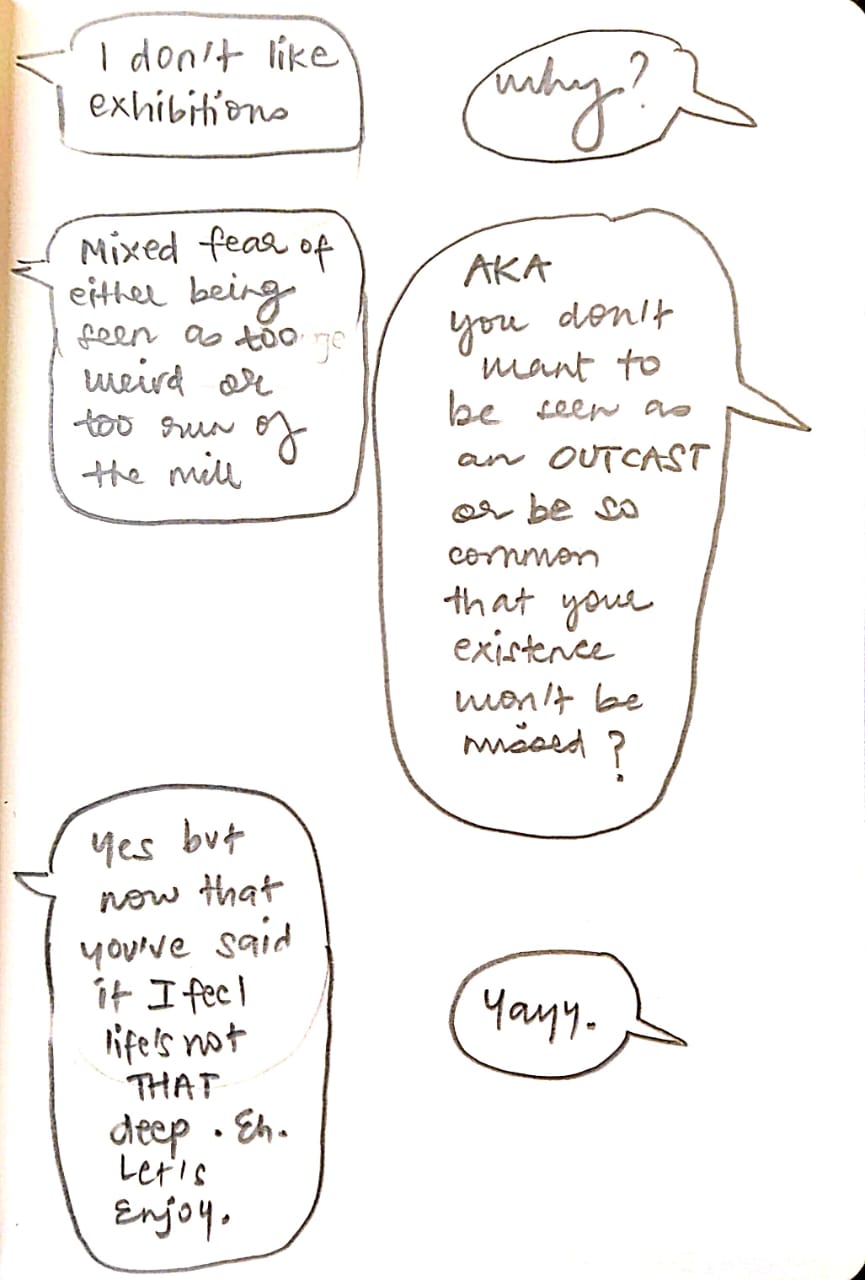 I don't like
exhibitions
why?
Mixed fear of
either being
seen as too
weird or
too run of
the mill
AKA
you don't
want to
be seen as
an OUTCAST
or be so
common
that your
existence
won't be
missed?
Yes but
now that
you've said
it I feel
life's not
THAT
deep. Eh.
Let's
Enjoy.
Yayy.